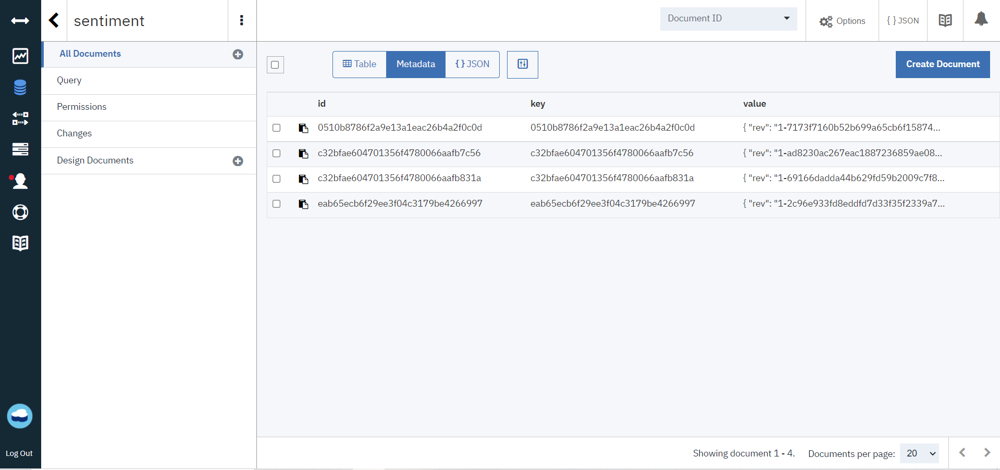 sentiment
Document ID
Options
{ } JSON
All Documents
Query
Permissions
Changes
Design Documents
Table
Metadata
{ } JSON
Create Document
id key value
0510b8786f2a9e13a1eac26b4a2f0c0d 0510b8786f2a9e13a1eac26b4a2f0c0d { "rev": "1-7173f7160b52b699a65cb6f15874...
c32bfae604701356f4780066aafb7c56 c32bfae604701356f4780066aafb7c56 { "rev": "1-ad8230ac267eac1887236859ae08...
c32bfae604701356f4780066aafb831a c32bfae604701356f4780066aafb831a { "rev": "1-69166dadda44b629fd59b2009c7f8...
eab65ecb6f29ee3f04c3179be4266997 eab65ecb6f29ee3f04c3179be4266997 { "rev": "1-2c96e933fd8eddfd7d33f35f2339a7...
Log Out
Showing document 1 - 4.
Documents per page: 20